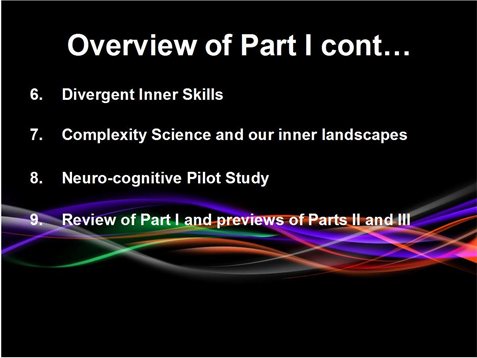 Overview of Part I cont…
6. Divergent Inner Skills
7. Complexity Science and our inner landscapes
8. Neuro-cognitive Pilot Study
9. Review of Part I and previews of Parts II and III